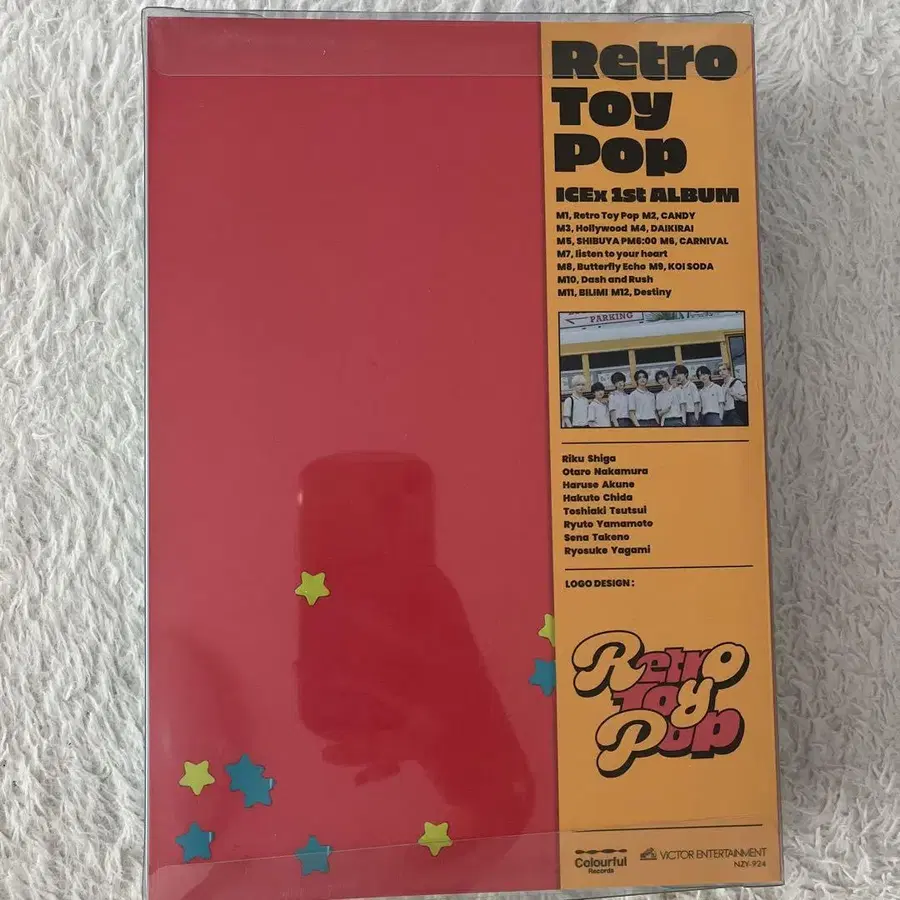 Retro
Toy
Pop
ICEx 1st ALBUM
M1, Retro Toy Pop M2, CANDY
M3, Hollywood M4, DAIKIRAI
M5, SHIBUYA PM6:00 M6, CARNIVAL
M7, listen to your heart
M8, Butterfly Echo M9, KOI SODA
M10, Dash and Rush
M11, BILIMI M12, Destiny
PARKING
Riku Shiga
Otaro Nakamura
Haruse Akune
Hakuto Chida
Toshiaki Tsutsui
Ryuto Yamamoto
Sena Takeno
Ryosuke Yagami
LOGO DESIGN :
Retro
Toy
Pop
Colourful
Records
VICTOR ENTERTAINMENT
NZY-924